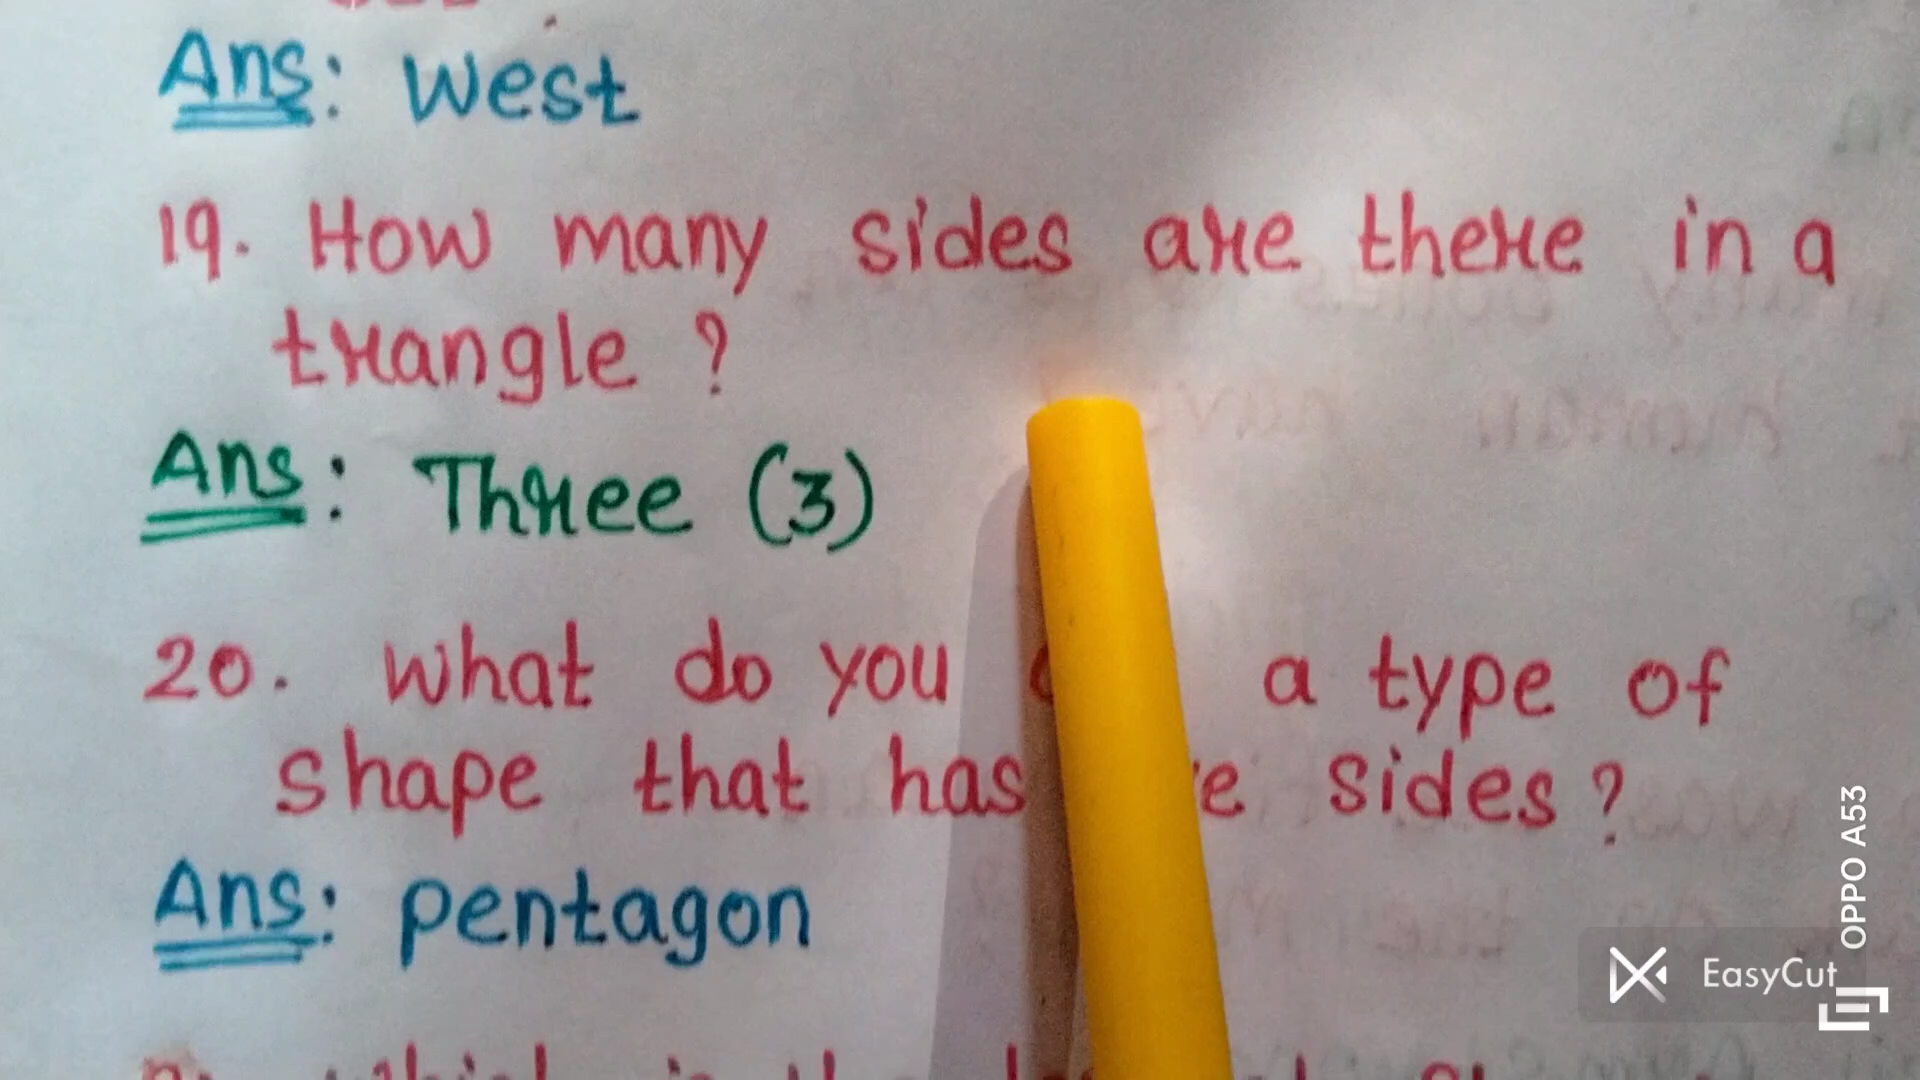 Ans: West
19. How many sides are there in a
trangle ?
Ans: Three (3)
20. What do you a type of
shape that has sides ?
Ans: pentagon
OPPO A53
EasyCut